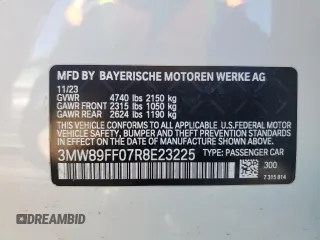 MFD BY BAYERISCHE MOTOREN WERKE AG
11/23
GVWR 4740 lbs 2150 kg
GAWR FRONT 2315 lbs 1050 kg
GAWR REAR 2624 lbs 1190 kg
THIS VEHICLE CONFORMS TO ALL APPLICABLE U.S. FEDERAL MOTOR
VEHICLE SAFETY, BUMPER, AND THEFT PREVENTION STANDARDS IN
EFFECT ON THE DATE OF MANUFACTURE SHOWN ABOVE.
3MW89FF07R8E23225 TYPE: PASSENGER CAR
300
7 315 814
DREAMBID
DREAMBID